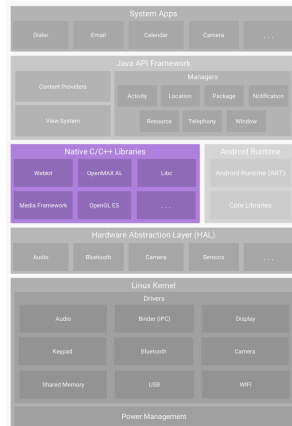 System Apps
Dialer
Email
Calendar
Camera
...
Java API Framework
Content Providers
View System
Managers
Activity
Location
Package
Notification
Resource
Telephony
Window
Native C/C++ Libraries
Webkit
OpenMAX AL
Libc
Media Framework
OpenGL ES
...
Android Runtime
Android Runtime (ART)
Core Libraries
Hardware Abstraction Layer (HAL)
Audio
Bluetooth
Camera
Sensors
...
Linux Kernel
Drivers
Audio
Binder (IPC)
Display
Keypad
Bluetooth
Camera
Shared Memory
USB
WIFI
Power Management